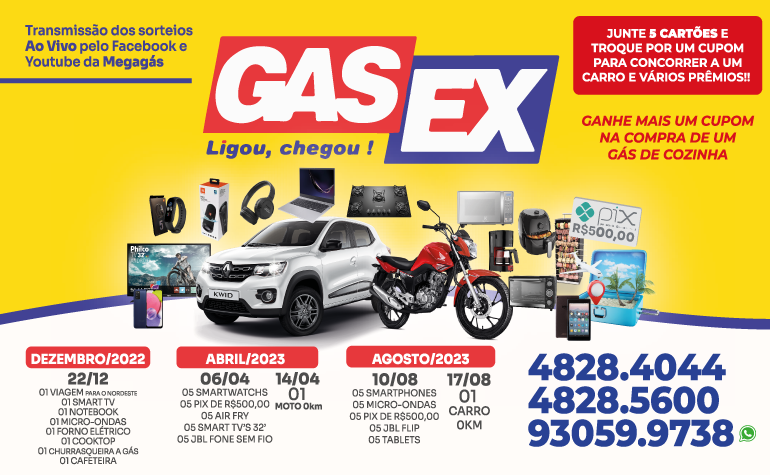 Transmissão dos sorteios
Ao Vivo pelo Facebook e
Youtube da Megagás
GAS
EX
Ligou, chegou !
JUNTE 5 CARTÕES E
TROQUE POR UM CUPOM
PARA CONCORRER A UM
CARRO E VÁRIOS PRÊMIOS!!
GANHE MAIS UM CUPOM
NA COMPRA DE UM
GÁS DE COZINHA
JBL
pix
R$500,00
Philco
32"
KWID
DEZEMBRO/2022
22/12
01 VIAGEM PARA O NORDESTE
01 SMART TV
01 NOTEBOOK
01 MICRO-ONDAS
01 FORNO ELÉTRICO
01 COOKTOP
01 CHURRASQUEIRA A GÁS
01 CAFETEIRA
ABRIL/2023
06/04
05 SMARTWATCHS
05 PIX DE R$500,00
05 AIR FRY
05 SMART TV'S 32'
05 JBL FONE SEM FIO
14/04
01
MOTO 0km
AGOSTO/2023
10/08
05 SMARTPHONES
05 MICRO-ONDAS
05 PIX DE R$500,00
05 JBL FLIP
05 TABLETS
17/08
01
CARRO
0KM
4828.4044
4828.5600
93059.9738